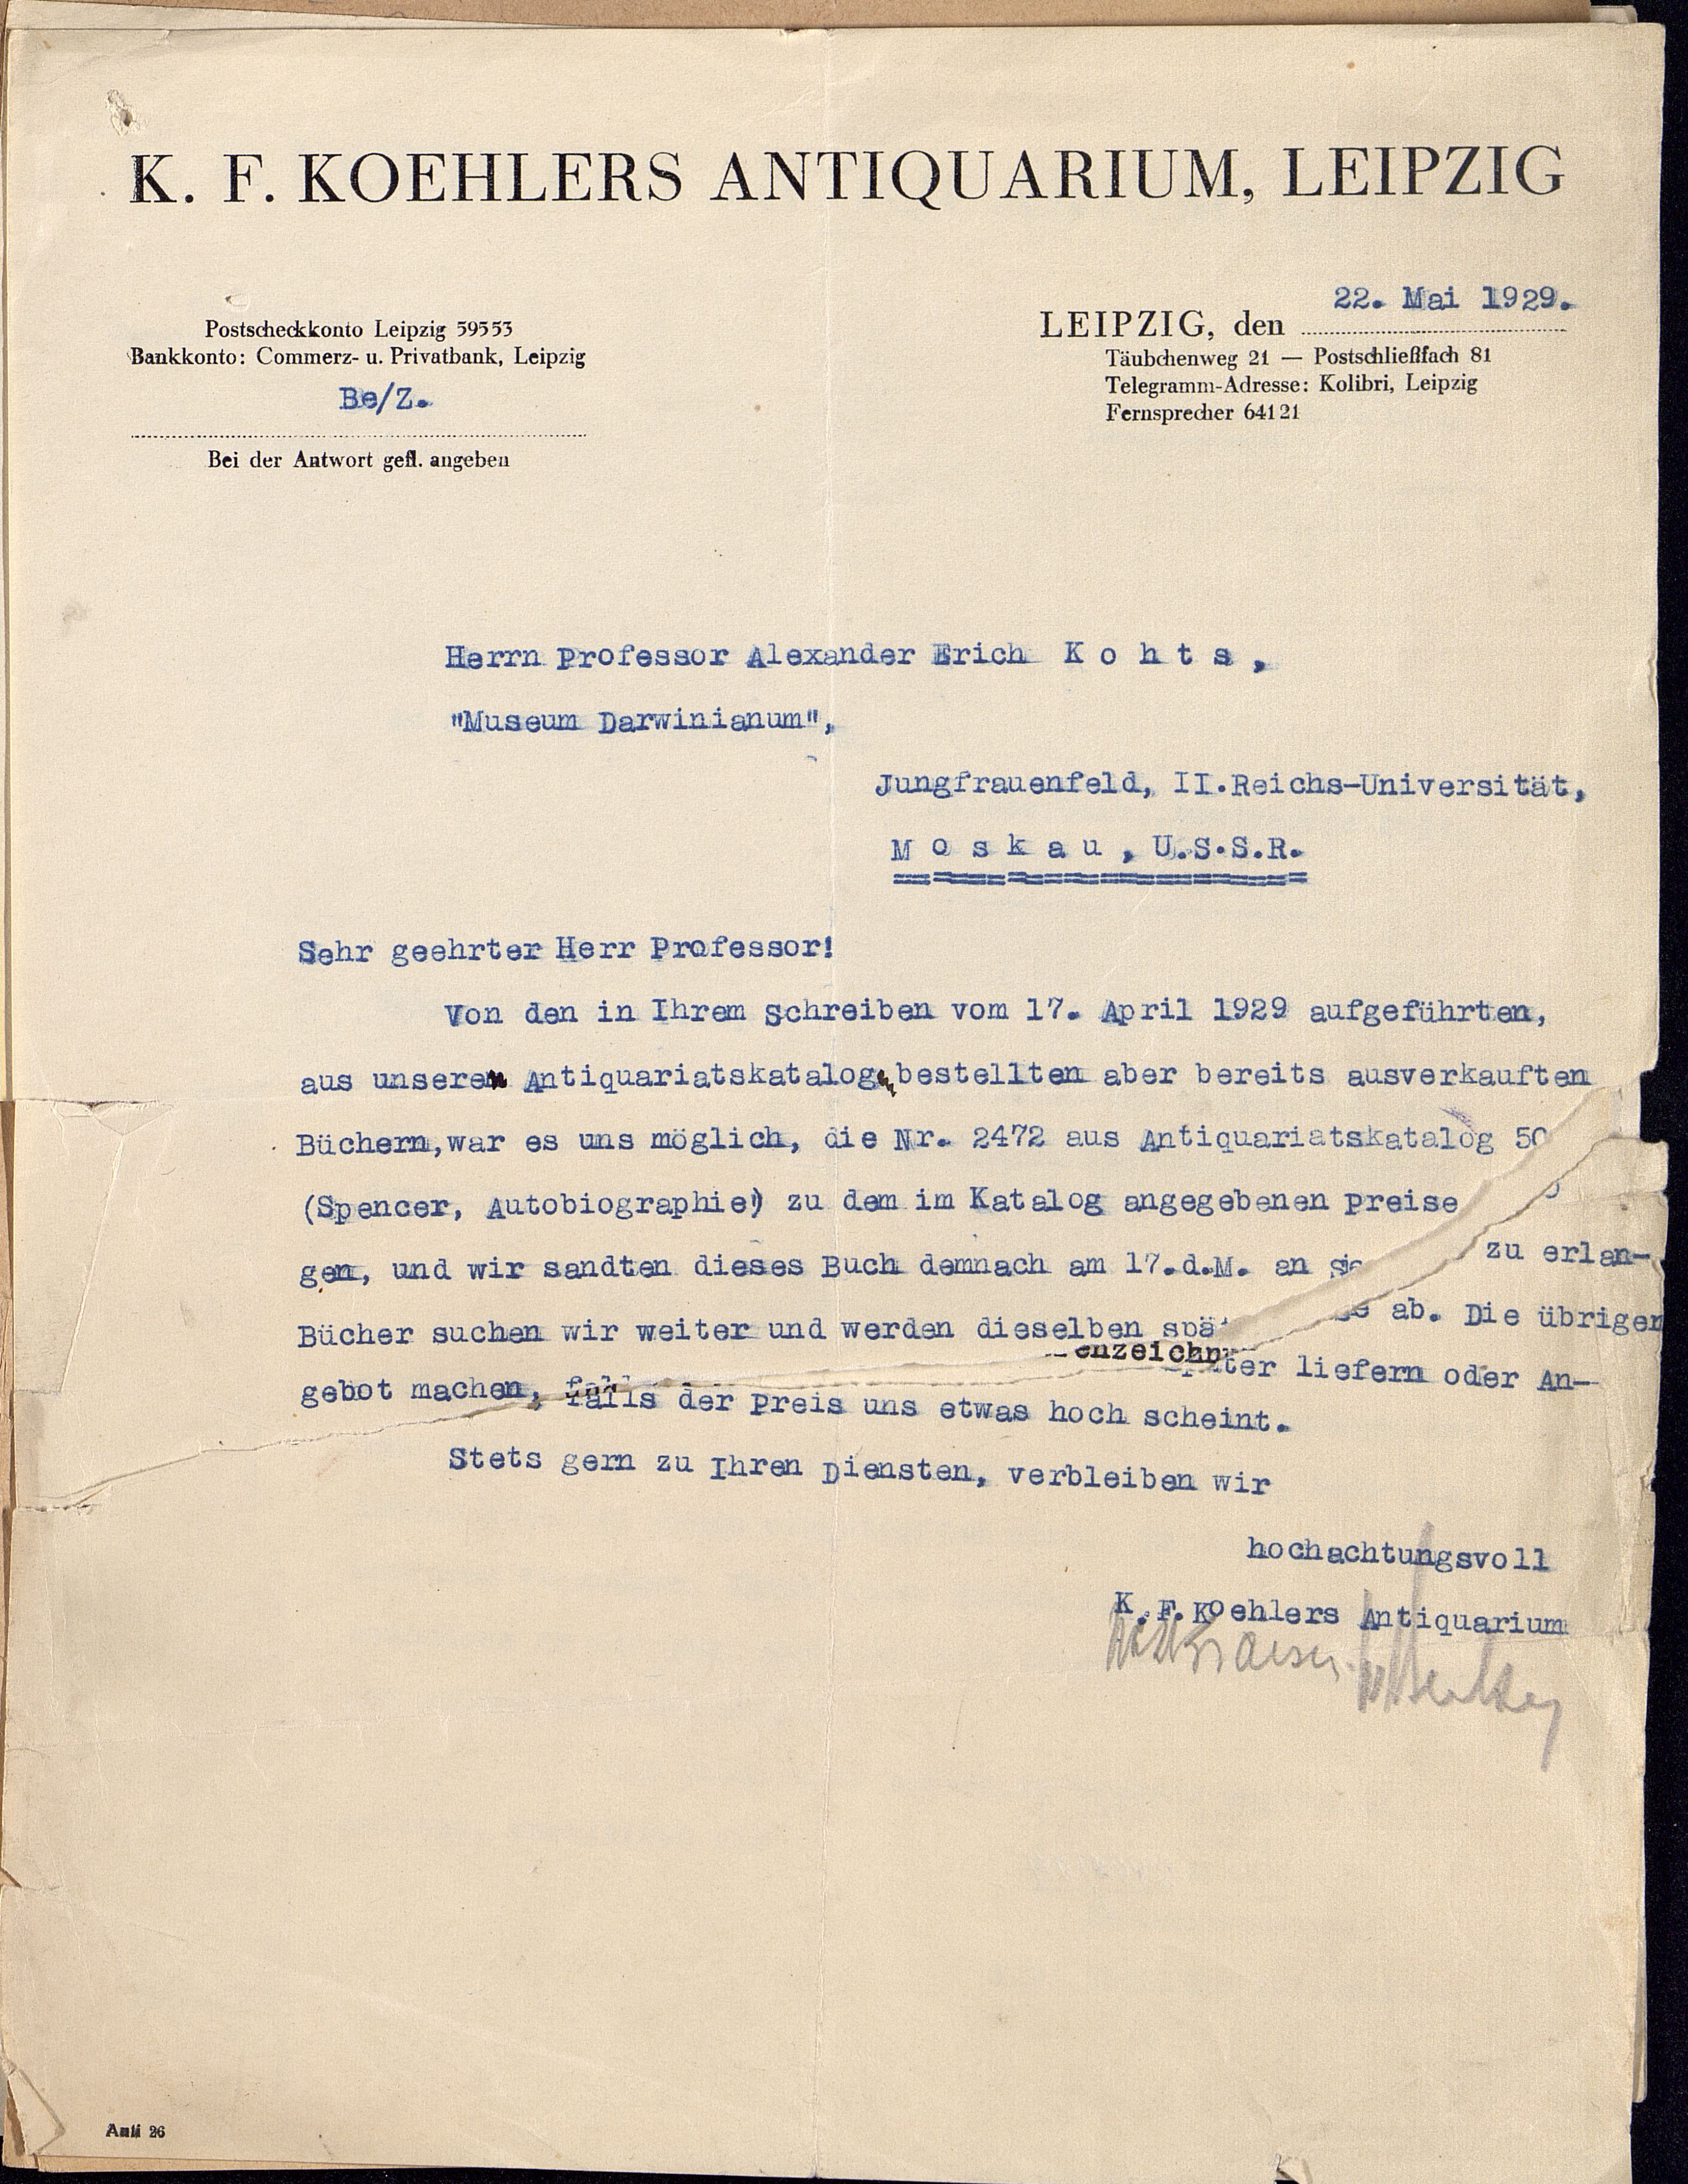 K. F. KOEHLERS ANTIQUARIUM, LEIPZIG
Postscheckkonto Leipzig 59553
Bankkonto: Commerz- u. Privatbank, Leipzig
Be/Z.
Bei der Antwort gefl. angeben
LEIPZIG, den 22. Mai 1929.
Täubchenweg 21 — Postschließfach 81
Telegramm-Adresse: Kolibri, Leipzig
Fernsprecher 64121
Herrn Professor Alexander Erich K o h t s ,
"Museum Darwinianum",
Jungfrauenfeld, II.Reichs-Universität,
M o s k a u , U.S.S.R.
Sehr geehrter Herr Professor!
Von den in Ihrem Schreiben vom 17. April 1929 aufgeführten,
aus unseren Antiquariatskatalogen bestellten aber bereits ausverkauften
Büchern, war es uns möglich, die Nr. 2472 aus Antiquariatskatalog
(Spencer, Autobiographie) zu dem im Katalog angegebenen Preise zu erlan-
gen, und wir sandten dieses Buch demnach am 17.d.M. an ab. Die übrigen
Bücher suchen wir weiter und werden dieselben später liefern oder An-
gebot machen, falls der Preis uns etwas hoch scheint.
enzeichn
Stets gern zu Ihren Diensten, verbleiben wir
hochachtungsvoll
K.F.Koehlers Antiquarium
Anti 26